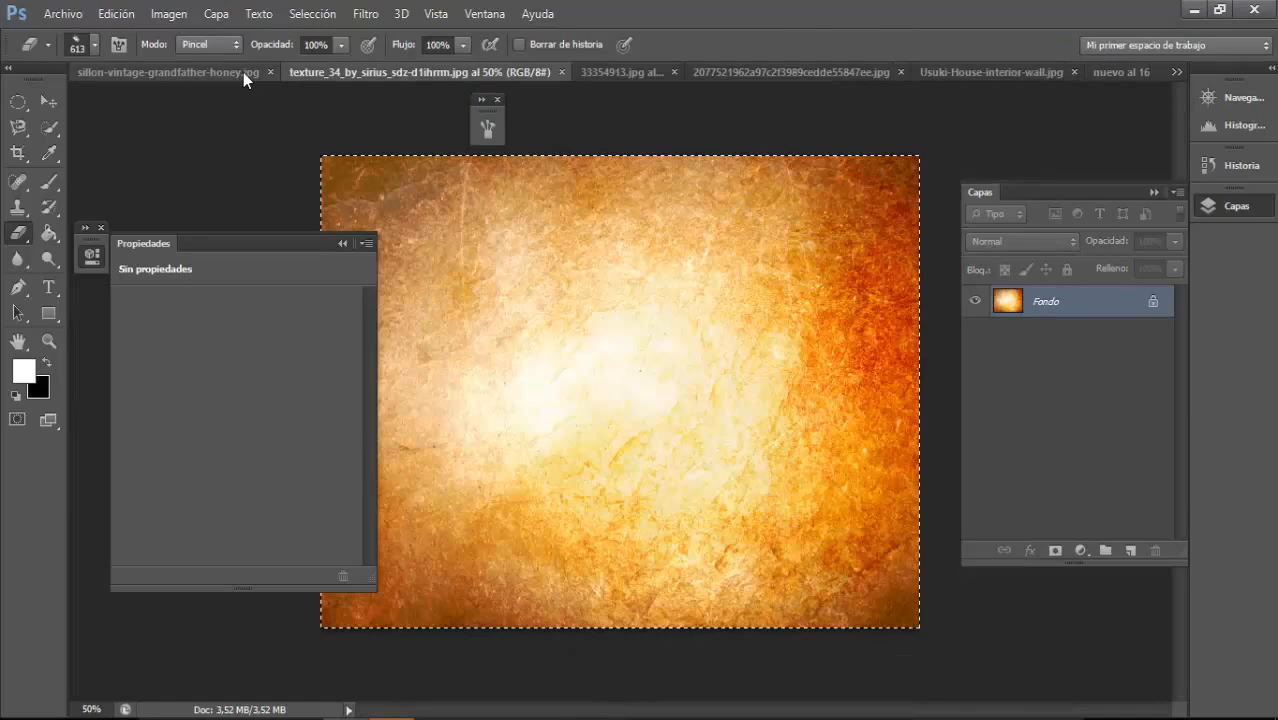 Ps Archivo Edición Imagen Capa Texto Selección Filtro 3D Vista Ventana Ayuda
613 Modo: Pincel Opacidad: 100% Flujo: 100% Borrar de historia Mi primer espacio de trabajo
sillon-vintage-grandfather-honey.jpg × texture_34_by_sirius_sdz-d1ihrrm.jpg al 50% (RGB/8#) × 33354913.jpg al... × 2077521962a97c2f3989cedde55847ee.jpg × Usuki-House-interior-wall.jpg × nuevo al 16
Navega...
Histogr...
Historia
Capas
Capas
Tipo
Normal Opacidad: 100%
Bloq.: Relleno: 100%
Fondo
Propiedades
Sin propiedades
50% Doc: 3,52 MB/3,52 MB